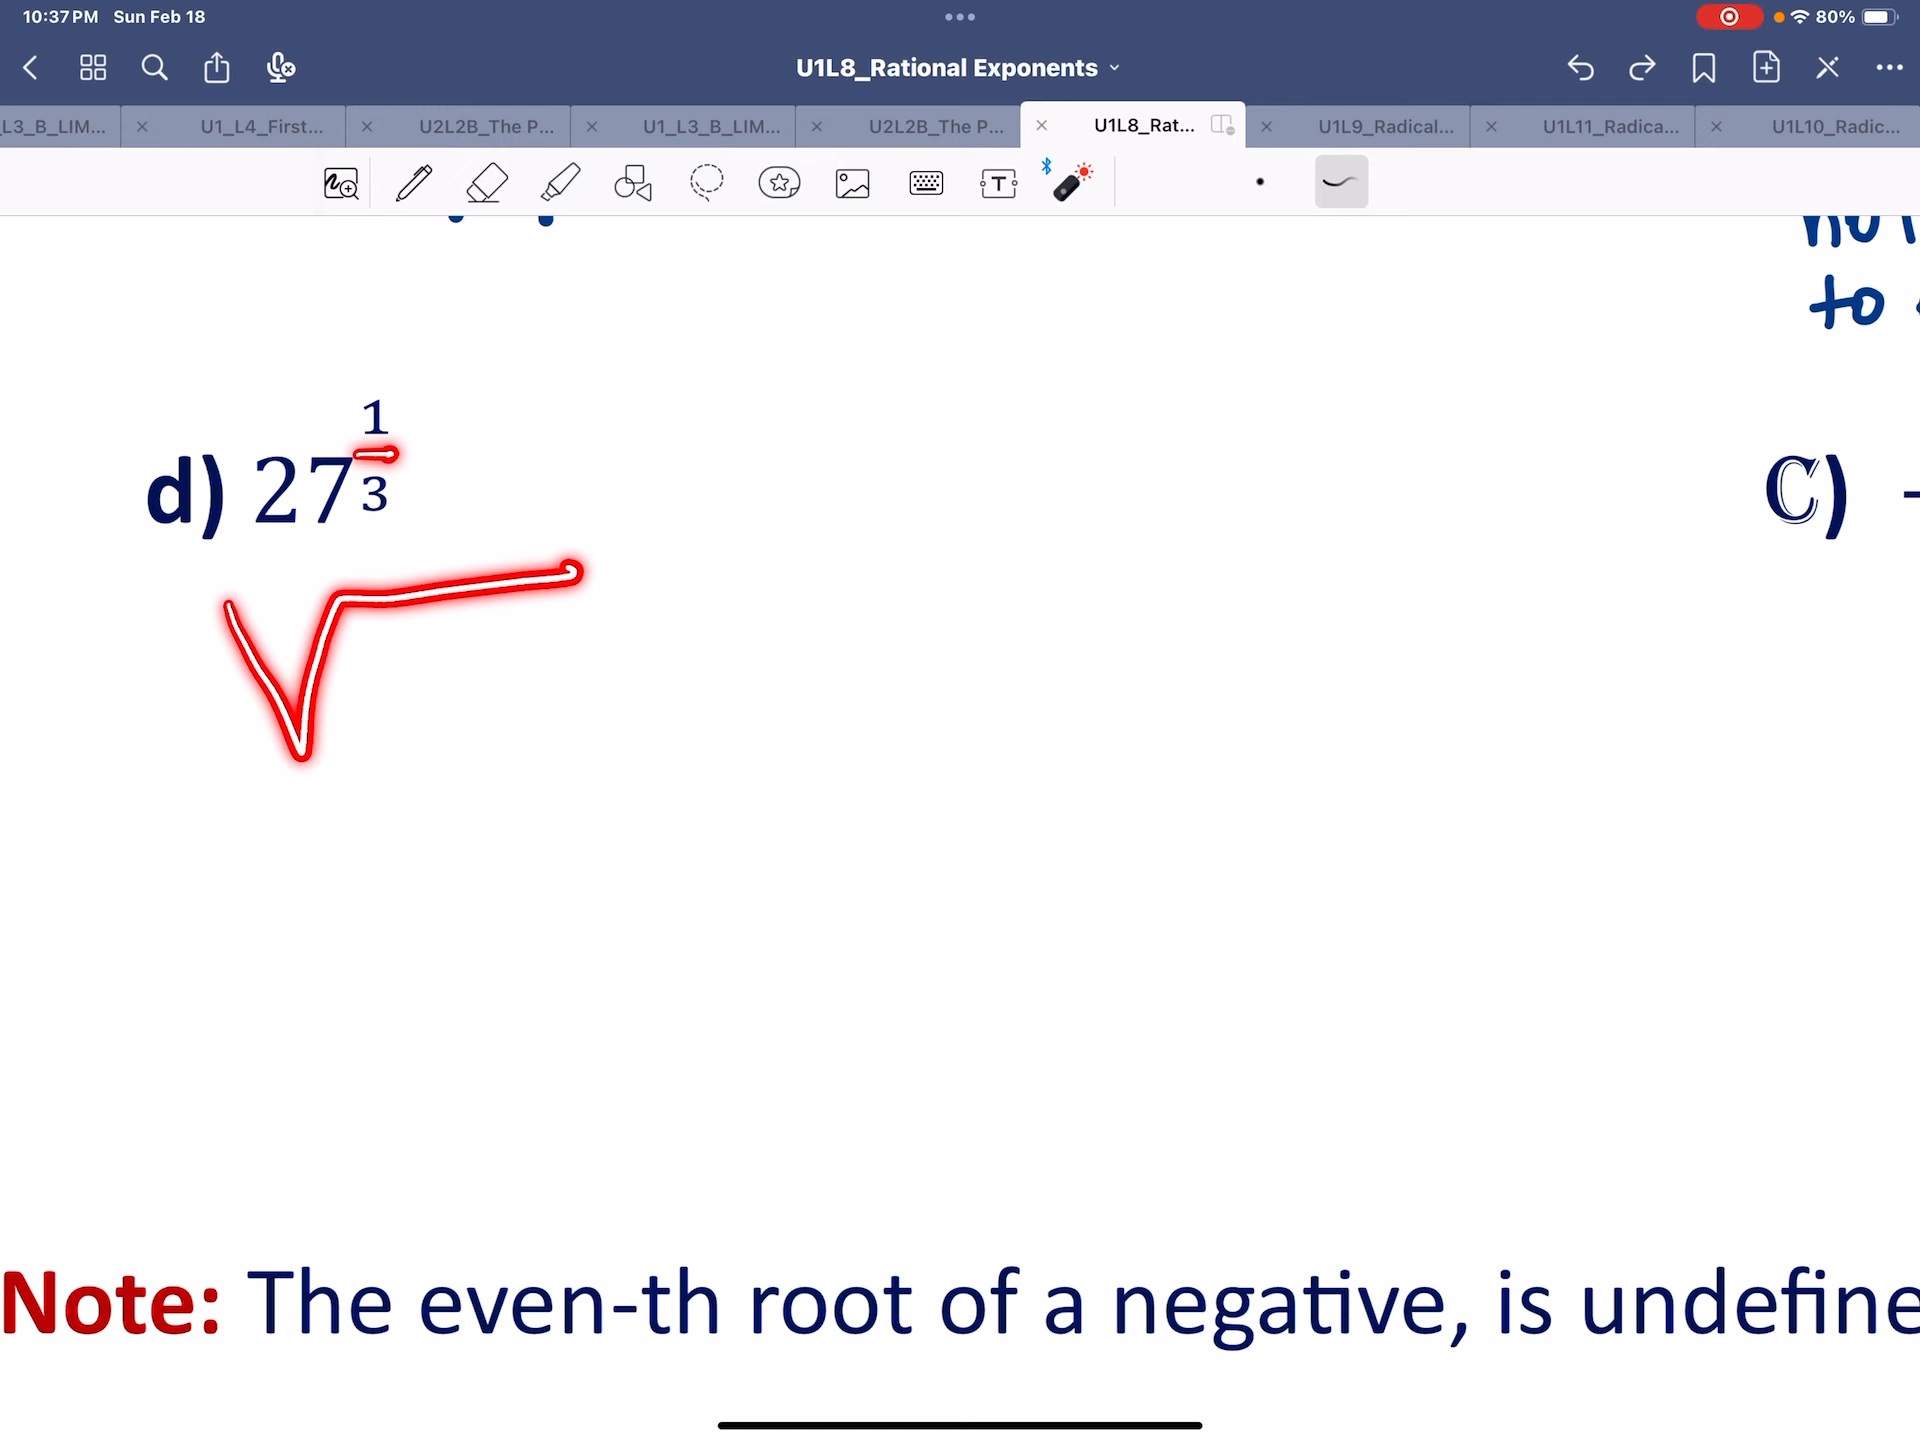 10:37 PM Sun Feb 18
80%
U1L8_Rational Exponents
L3_B_LIM... U1_L4_First... U2L2B_The P... U1_L3_B_LIM... U2L2B_The P... U1L8_Rat... U1L9_Radical... U1L11_Radica... U1L10_Radic...
T
to
d) 27^{\frac{1}{3}}
C) -
√
Note: The even-th root of a negative, is undefine